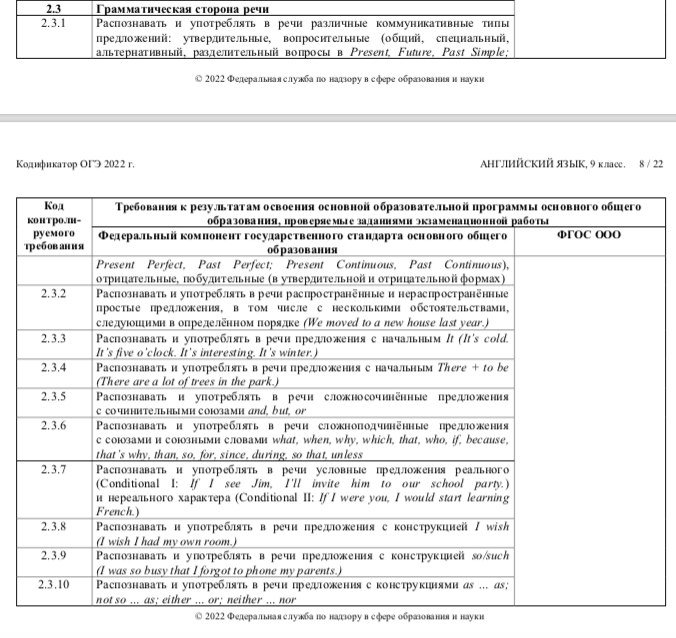 2.3 Грамматическая сторона речи
2.3.1 Распознавать и употреблять в речи различные коммуникативные типы
предложений: утвердительные, вопросительные (общий, специальный,
альтернативный, разделительный вопросы в Present, Future, Past Simple;
© 2022 Федеральная служба по надзору в сфере образования и науки
Кодификатор ОГЭ 2022 г. АНГЛИЙСКИЙ ЯЗЫК, 9 класс. 8 / 22
Код
контроли-
руемого
требования
Требования к результатам освоения основной образовательной программы основного общего
образования, проверяемые заданиями экзаменационной работы
Федеральный компонент государственного стандарта основного общего
образования
ФГОС ООО
Present Perfect, Past Perfect; Present Continuous, Past Continuous),
отрицательные, побудительные (в утвердительной и отрицательной формах)
2.3.2 Распознавать и употреблять в речи распространённые и нераспространённые
простые предложения, в том числе с несколькими обстоятельствами,
следующими в определённом порядке (We moved to a new house last year.)
2.3.3 Распознавать и употреблять в речи предложения с начальным It (It's cold.
It's five o'clock. It's interesting. It's winter.)
2.3.4 Распознавать и употреблять в речи предложения с начальным There + to be
(There are a lot of trees in the park.)
2.3.5 Распознавать и употреблять в речи сложносочинённые предложения
с сочинительными союзами and, but, or
2.3.6 Распознавать и употреблять в речи сложноподчинённые предложения
с союзами и союзными словами what, when, why, which, that, who, if, because,
that's why, than, so, for, since, during, so that, unless
2.3.7 Распознавать и употреблять в речи условные предложения реального
(Conditional I: If I see Jim, I'll invite him to our school party.)
и нереального характера (Conditional II: If I were you, I would start learning
French.)
2.3.8 Распознавать и употреблять в речи предложения с конструкцией I wish
(I wish I had my own room.)
2.3.9 Распознавать и употреблять в речи предложения с конструкцией so/such
(I was so busy that I forgot to phone my parents.)
2.3.10 Распознавать и употреблять в речи предложения с конструкциями as ... as;
not so ... as; either ... or; neither ... nor
© 2022 Федеральная служба по надзору в сфере образования и науки